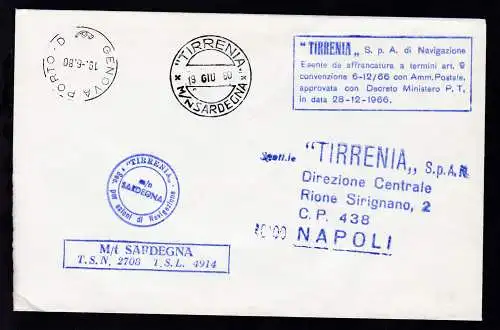 GENOVA PORTO - D
19.-6.80
"TIRRENIA"
19 GIU 80
M/N SARDEGNA
"TIRRENIA„ S. p. A. di Navigazione
Esente da affrancatura a termini art. 9
convenzione 6-12/66 con Amm. Postale,
approvata con Decreto Ministero P. T.
in data 28-12-1966.
Spett.le "TIRRENIA„ S.p.A.N.
Direzione Centrale
Rione Sirignano, 2
C.P. 438
NAPOLI
"TIRRENIA"
m/n
SARDEGNA
Soc. per azioni di Navigazione
M/t SARDEGNA
T.S.N. 2708 T.S.L. 4914